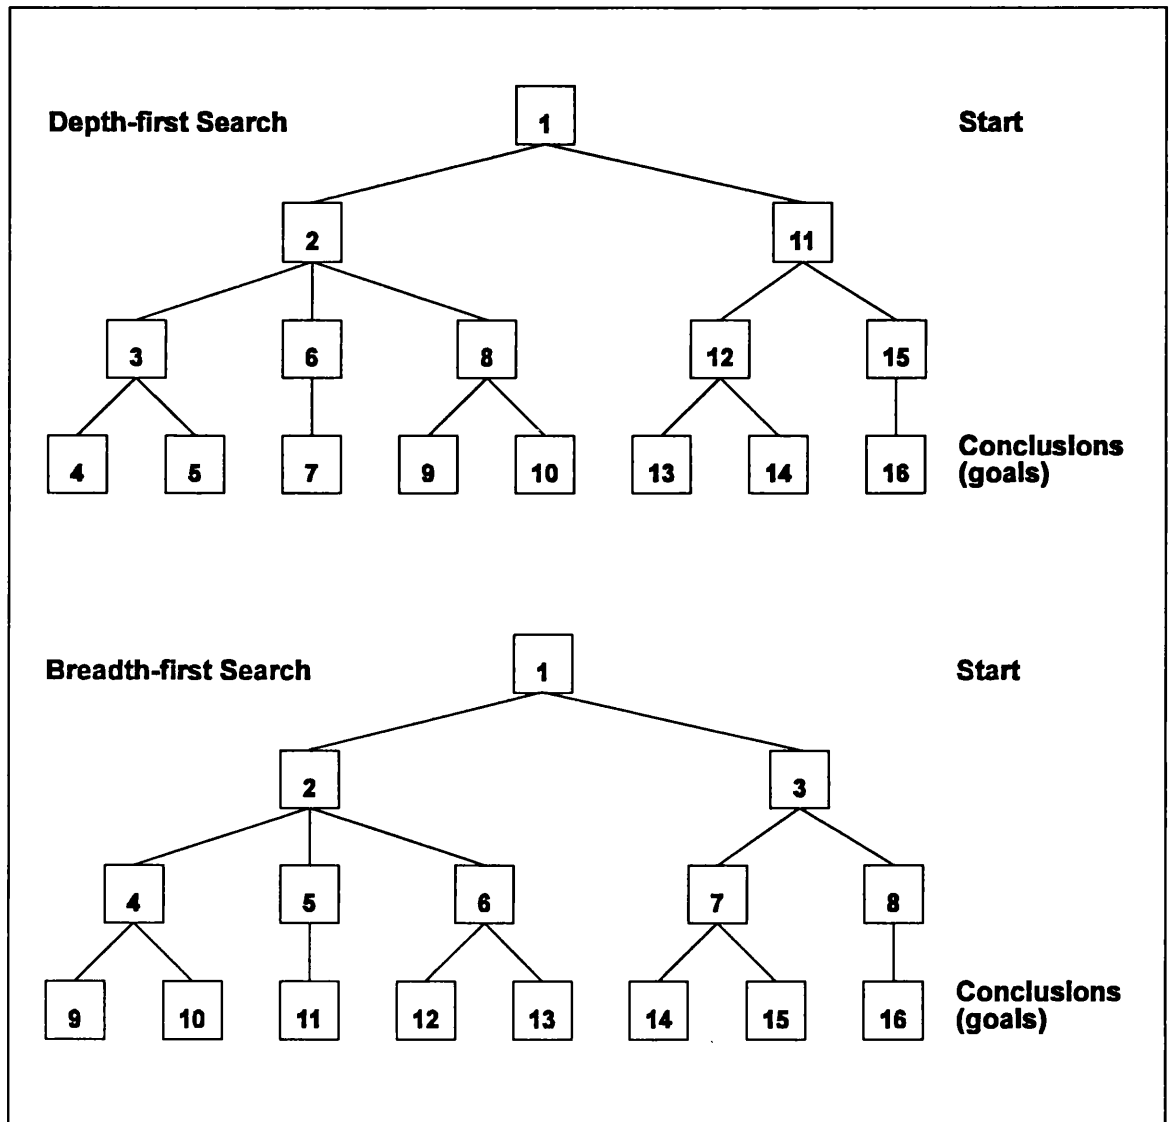 Depth-first Search 1 Start
2 11
3 6 8 12 15
4 5 7 9 10 13 14 16 Conclusions
(goals)
Breadth-first Search 1 Start
2 3
4 5 6 7 8
9 10 11 12 13 14 15 16 Conclusions
(goals)